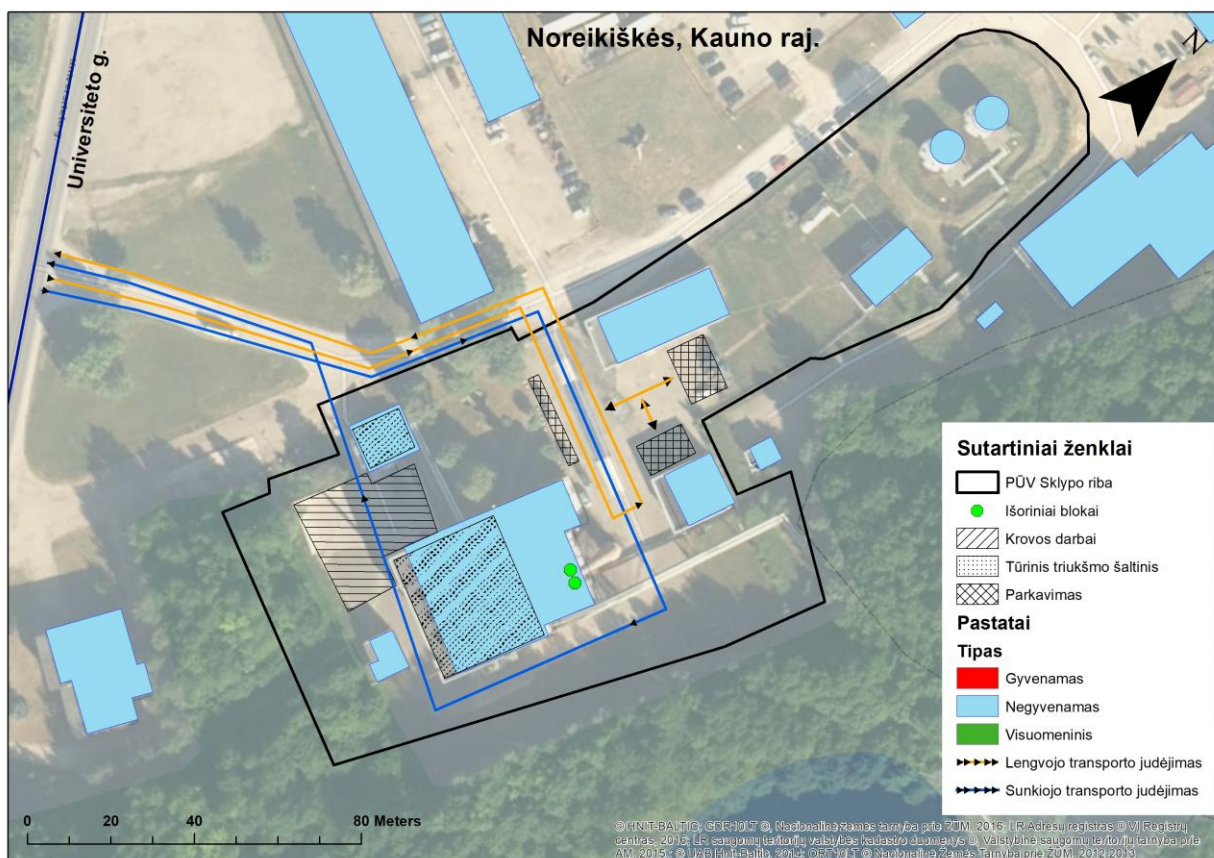 Noreikiškės, Kauno raj.
N
Universiteto g.
Sutartiniai ženklai
PŪV Sklypo riba
Išoriniai blokai
Krovos darbai
Tūrinis triukšmo šaltinis
Parkavimas
Pastatai
Tipas
Gyvenamas
Negyvenamas
Visuomeninis
Lengvojo transporto judėjimas
Sunkiojo transporto judėjimas
0 20 40 80 Meters
© HNIT-BALTIC; GDR10LT ©, Nacionalinė žemės tarnyba prie ŽŪM, 2016; LR Adresų registras © VĮ Registrų
centras, 2016; LR saugomų teritorijų valstybės kadastro duomenys ©, Valstybinė saugomų teritorijų tarnyba prie
AM, 2015; © UAB Hnit-Baltic, 2014; ORT10LT © Nacionalinė Žemės Tarnyba Prie ŽŪM, 2012-2013